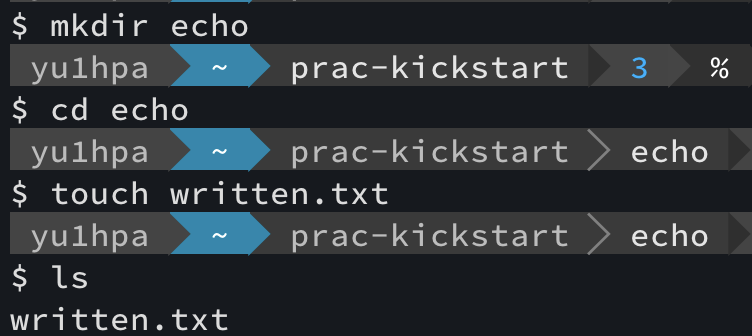 $ mkdir echo
yu1hpa ~ prac-kickstart 3 %
$ cd echo
yu1hpa ~ prac-kickstart echo
$ touch written.txt
yu1hpa ~ prac-kickstart echo
$ ls
written.txt